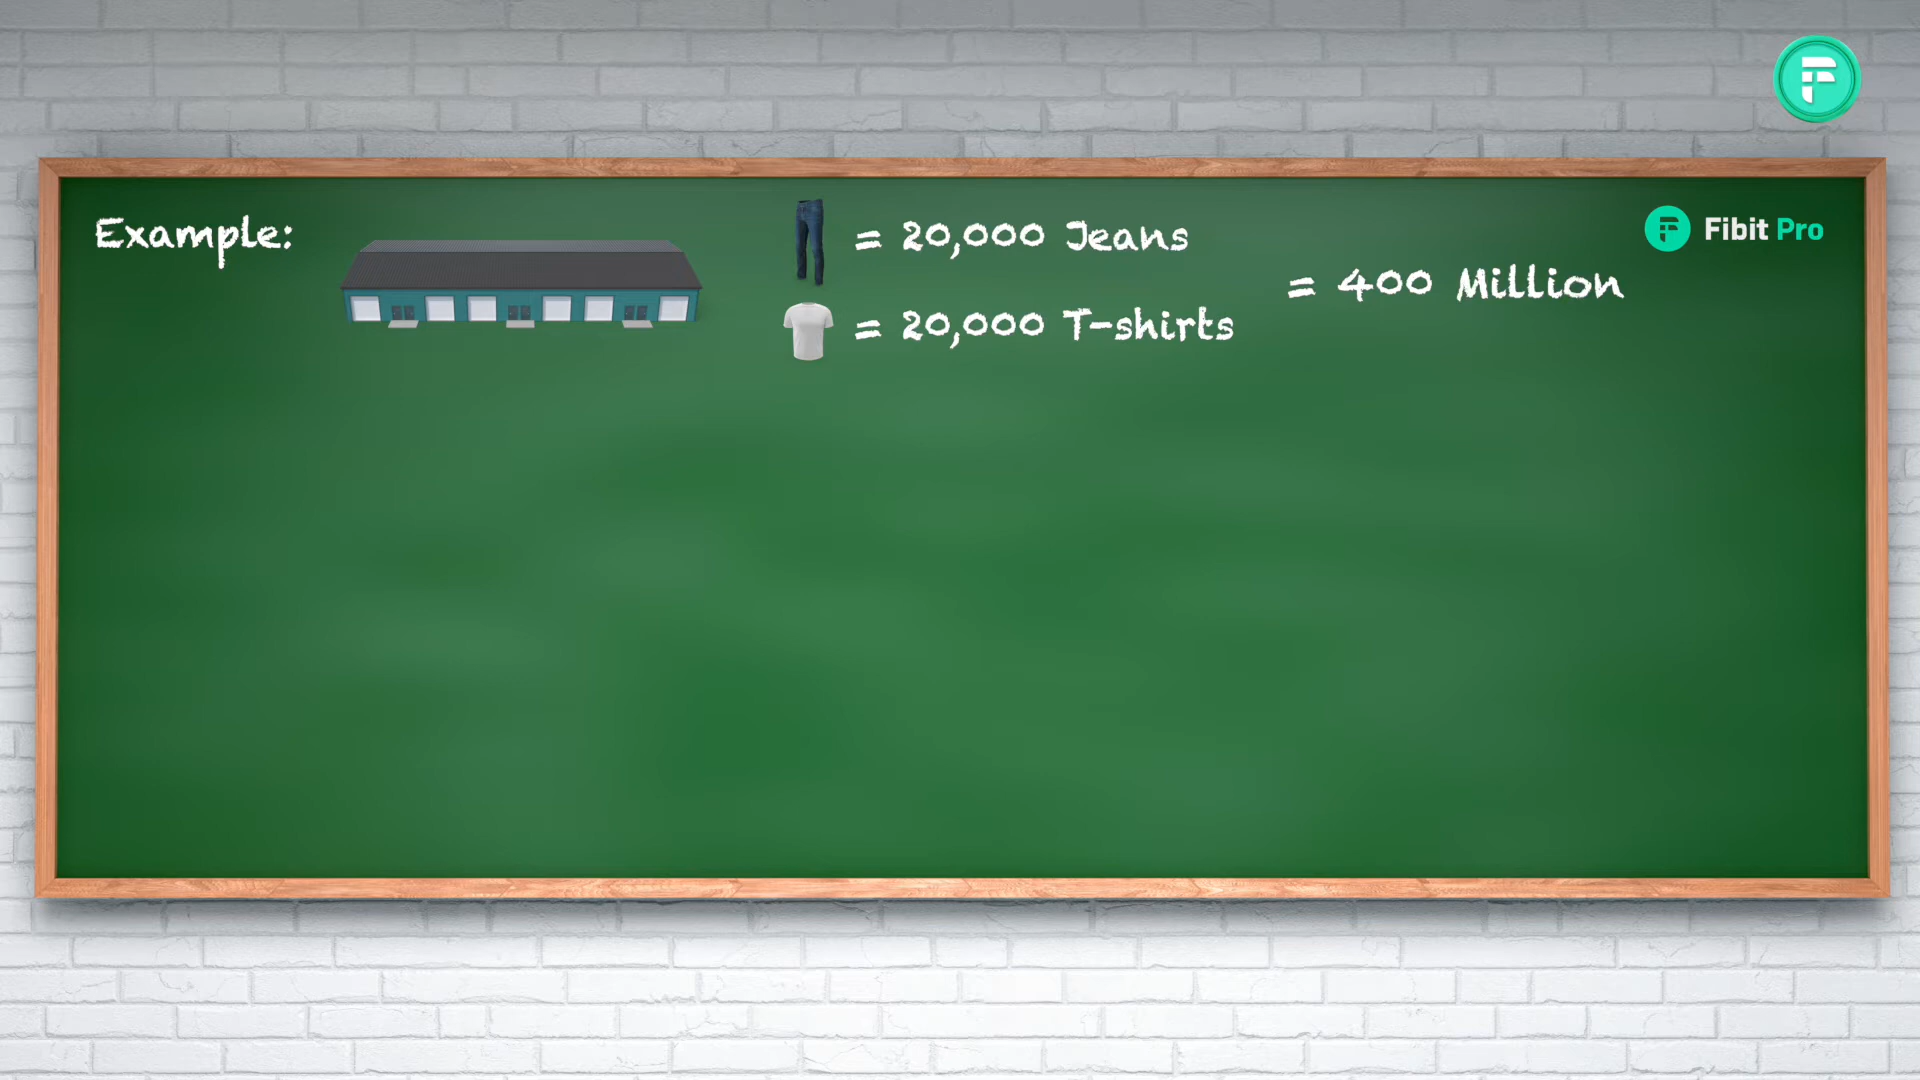 Example:
= 20,000 Jeans
= 20,000 T-shirts
= 400 Million
Fibit Pro